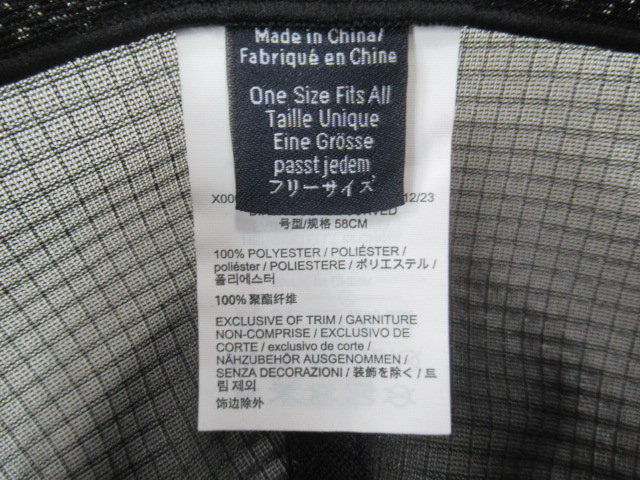 Made in China/
Fabriqué en Chine
One Size Fits All
Taille Unique
Eine Grösse
passt jedem
フリーサイズ
12/23
号型/规格 58CM
100% POLYESTER / POLIÉSTER /
poliéster / POLIESTERE / ポリエステル /
폴리에스터
100% 聚酯纤维
EXCLUSIVE OF TRIM / GARNITURE
NON-COMPRISE / EXCLUSIVO DE
CORTE / exclusivo de corte /
NÄHZUBEHÖR AUSGENOMMEN /
SENZA DECORAZIONI / 装飾を除く / 트
림 제외
饰边除外